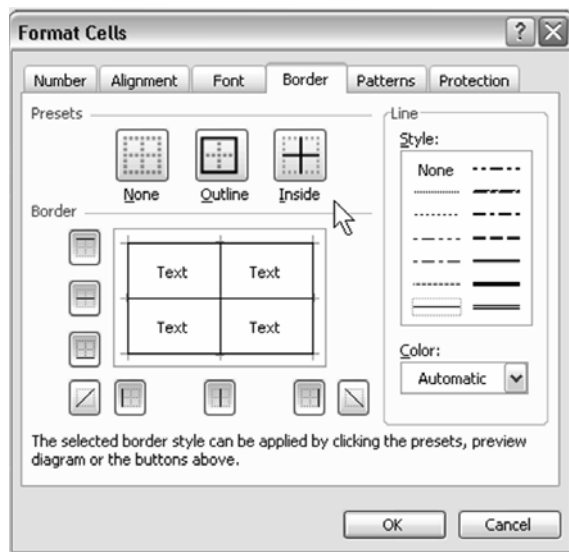 Format Cells
?
Number Alignment Font Border Patterns Protection
Presets
None Outline Inside
Line
Style:
None
Border
Text Text
Text Text
Color:
Automatic
The selected border style can be applied by clicking the presets, preview
diagram or the buttons above.
OK Cancel